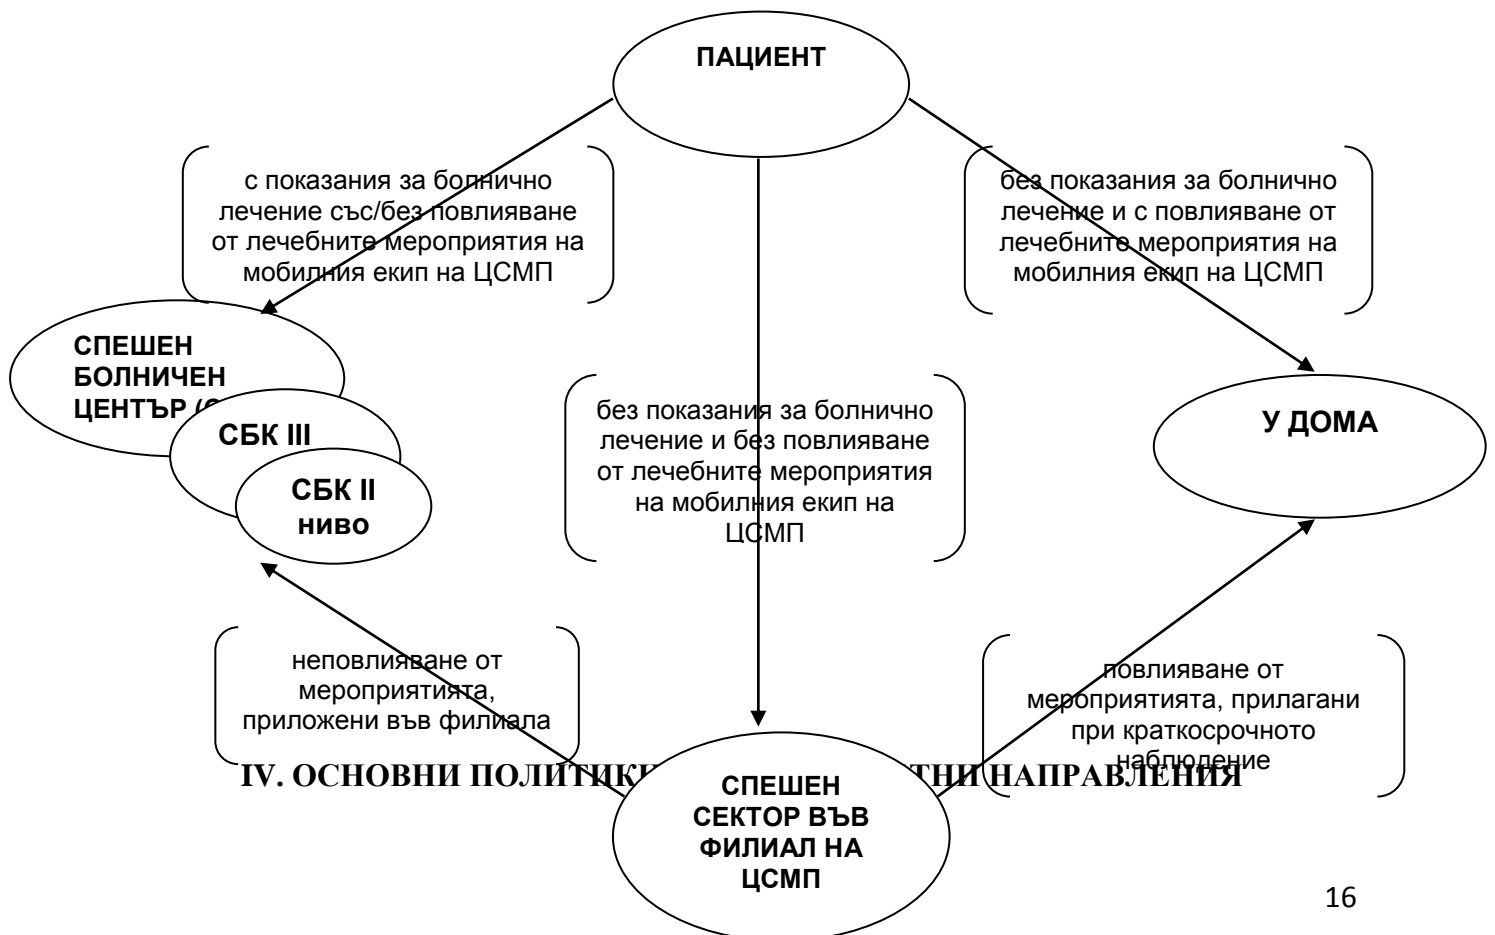 ПАЦИЕНТ
с показания за болнично
лечение със/без повлияване
от лечебните мероприятия на
мобилния екип на ЦСМП
без показания за болнично
лечение и с повлияване от
лечебните мероприятия на
мобилния екип на ЦСМП
СПЕШЕН
БОЛНИЧЕН
ЦЕНТЪР
СБК III
СБК II
ниво
без показания за болнично
лечение и без повлияване
от лечебните мероприятия
на мобилния екип на
ЦСМП
У ДОМА
неповлияване от
мероприятията,
приложени във филиала
повлияване от
мероприятията, прилагани
при краткосрочното
наблюдение
IV. ОСНОВНИ ПОЛИТИКИ НАПРАВЛЕНИЯ
СПЕШЕН
СЕКТОР ВЪВ
ФИЛИАЛ НА
ЦСМП
16